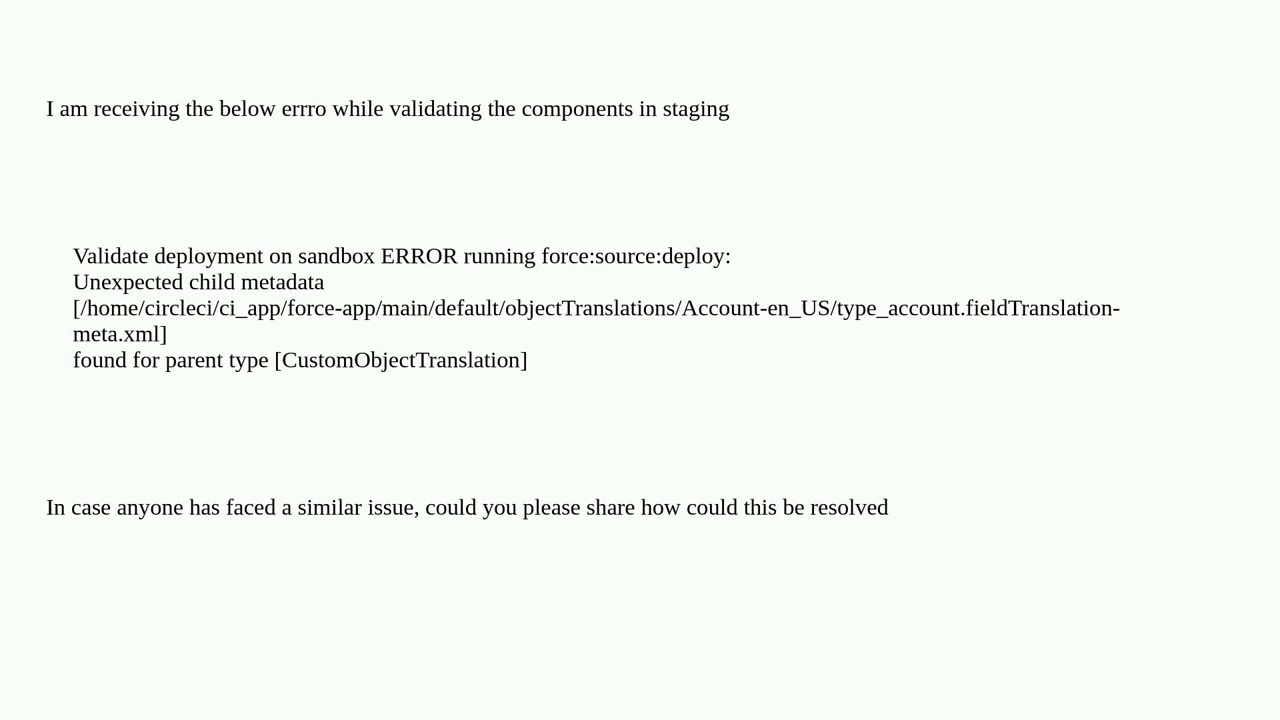 I am receiving the below errro while validating the components in staging
Validate deployment on sandbox ERROR running force:source:deploy:
Unexpected child metadata
[/home/circleci/ci_app/force-app/main/default/objectTranslations/Account-en_US/type_account.fieldTranslation-
meta.xml]
found for parent type [CustomObjectTranslation]
In case anyone has faced a similar issue, could you please share how could this be resolved